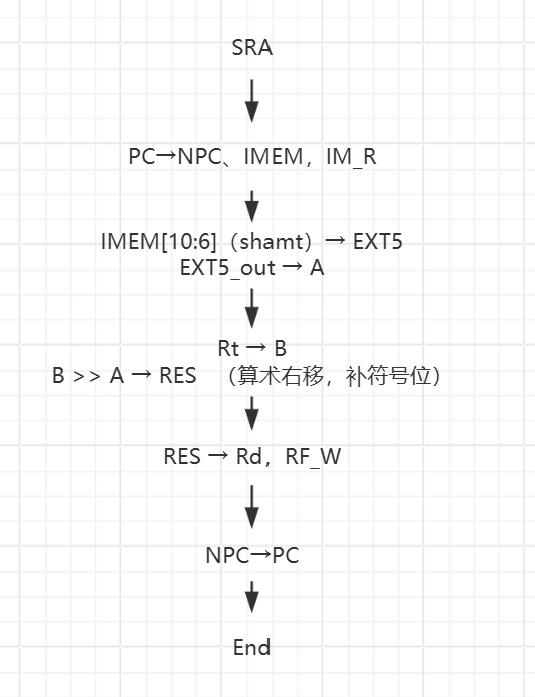 SRA
PC→NPC、IMEM，IM_R
IMEM[10:6]（shamt）→ EXT5
EXT5_out → A
Rt → B
B >> A → RES （算术右移，补符号位）
RES → Rd，RF_W
NPC→PC
End